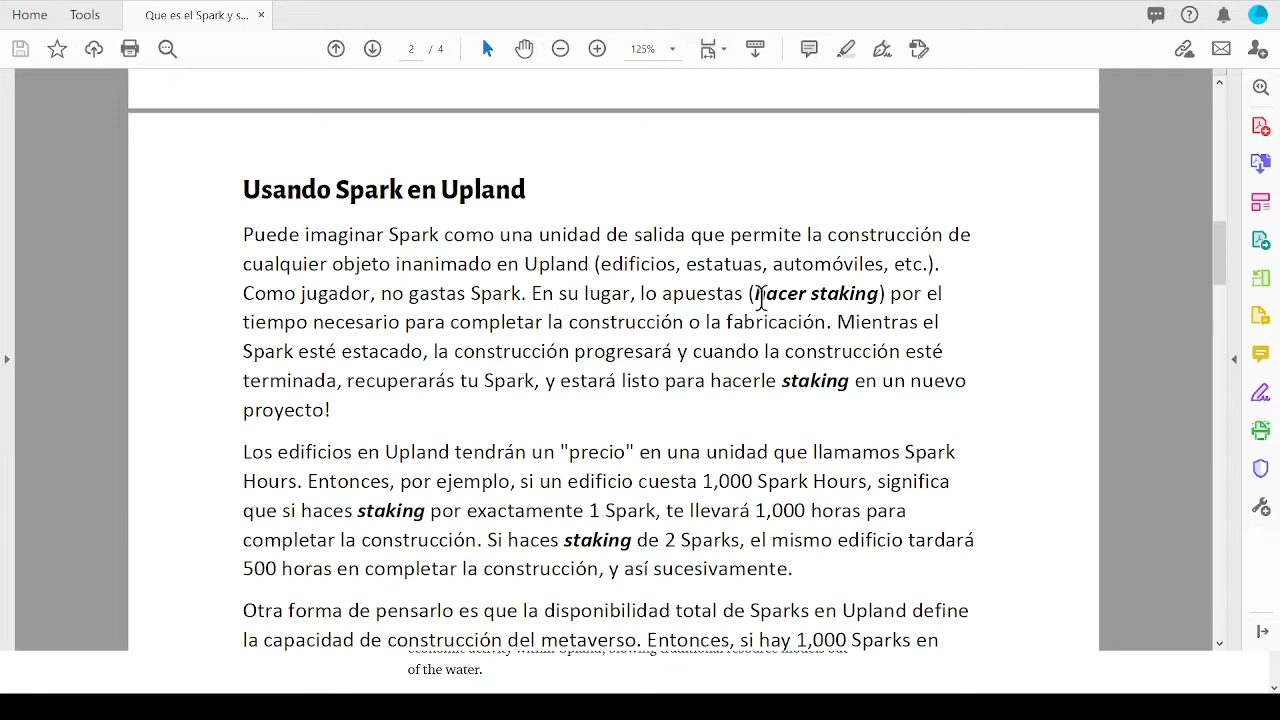 Home Tools Que es el Spark y s... ×
2 / 4 125%
Usando Spark en Upland
Puede imaginar Spark como una unidad de salida que permite la construcción de
cualquier objeto inanimado en Upland (edificios, estatuas, automóviles, etc.).
Como jugador, no gastas Spark. En su lugar, lo apuestas (hacer staking) por el
tiempo necesario para completar la construcción o la fabricación. Mientras el
Spark esté estacado, la construcción progresará y cuando la construcción esté
terminada, recuperarás tu Spark, y estará listo para hacerle staking en un nuevo
proyecto!
Los edificios en Upland tendrán un "precio" en una unidad que llamamos Spark
Hours. Entonces, por ejemplo, si un edificio cuesta 1,000 Spark Hours, significa
que si haces staking por exactamente 1 Spark, te llevará 1,000 horas para
completar la construcción. Si haces staking de 2 Sparks, el mismo edificio tardará
500 horas en completar la construcción, y así sucesivamente.
Otra forma de pensarlo es que la disponibilidad total de Sparks en Upland define
la capacidad de construcción del metaverso. Entonces, si hay 1,000 Sparks en
economic activity within Upland, blowing traditional resource models out
of the water.